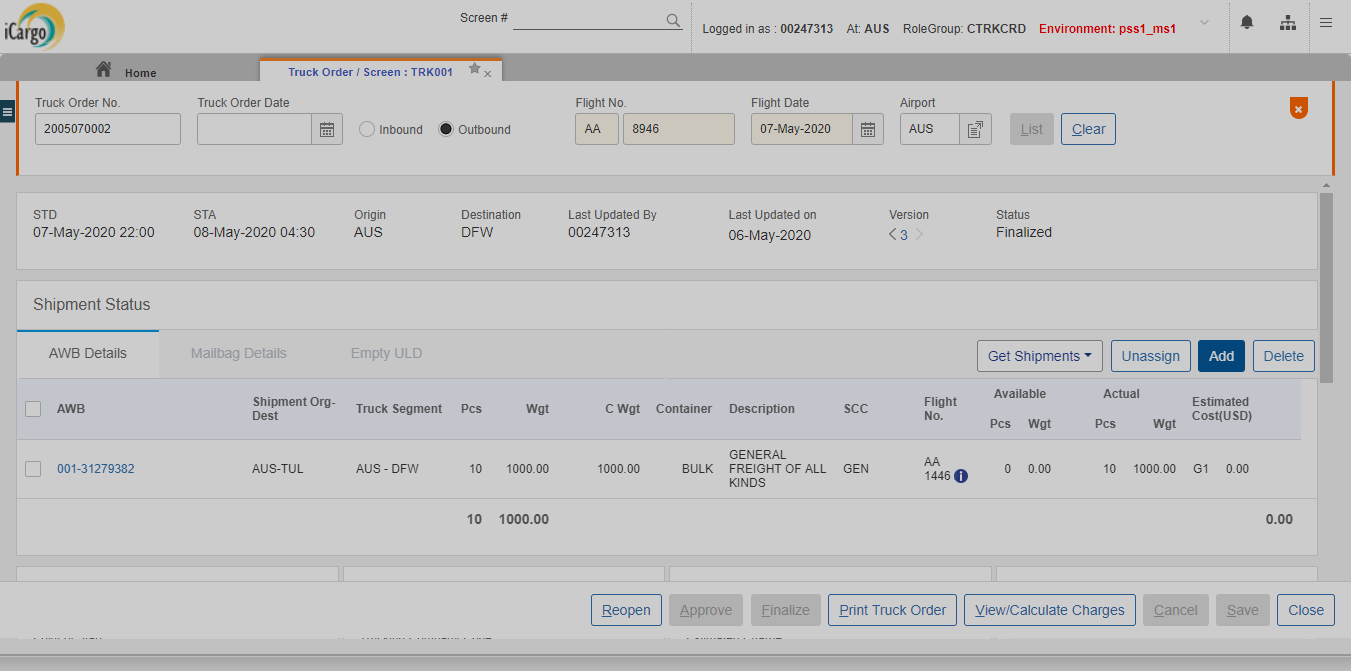 iCargo
Screen #
Logged in as : 00247313 At: AUS RoleGroup: CTRKCRD Environment: pss1_ms1
Home
Truck Order / Screen : TRK001
Truck Order No. Truck Order Date Flight No. Flight Date Airport
2005070002 Inbound Outbound AA 8946 07-May-2020 AUS List Clear
STD STA Origin Destination Last Updated By Last Updated on Version Status
07-May-2020 22:00 08-May-2020 04:30 AUS DFW 00247313 06-May-2020 3 Finalized
Shipment Status
AWB Details Mailbag Details Empty ULD
Get Shipments Unassign Add Delete
AWB Shipment Org-Dest Truck Segment Pcs Wgt C Wgt Container Description SCC Flight No. Available Pcs Wgt Actual Pcs Wgt Estimated Cost(USD)
001-31279382 AUS-TUL AUS - DFW 10 1000.00 1000.00 BULK GENERAL FREIGHT OF ALL KINDS GEN AA 1446 0 0.00 10 1000.00 G1 0.00
10 1000.00 0.00
Reopen Approve Finalize Print Truck Order View/Calculate Charges Cancel Save Close